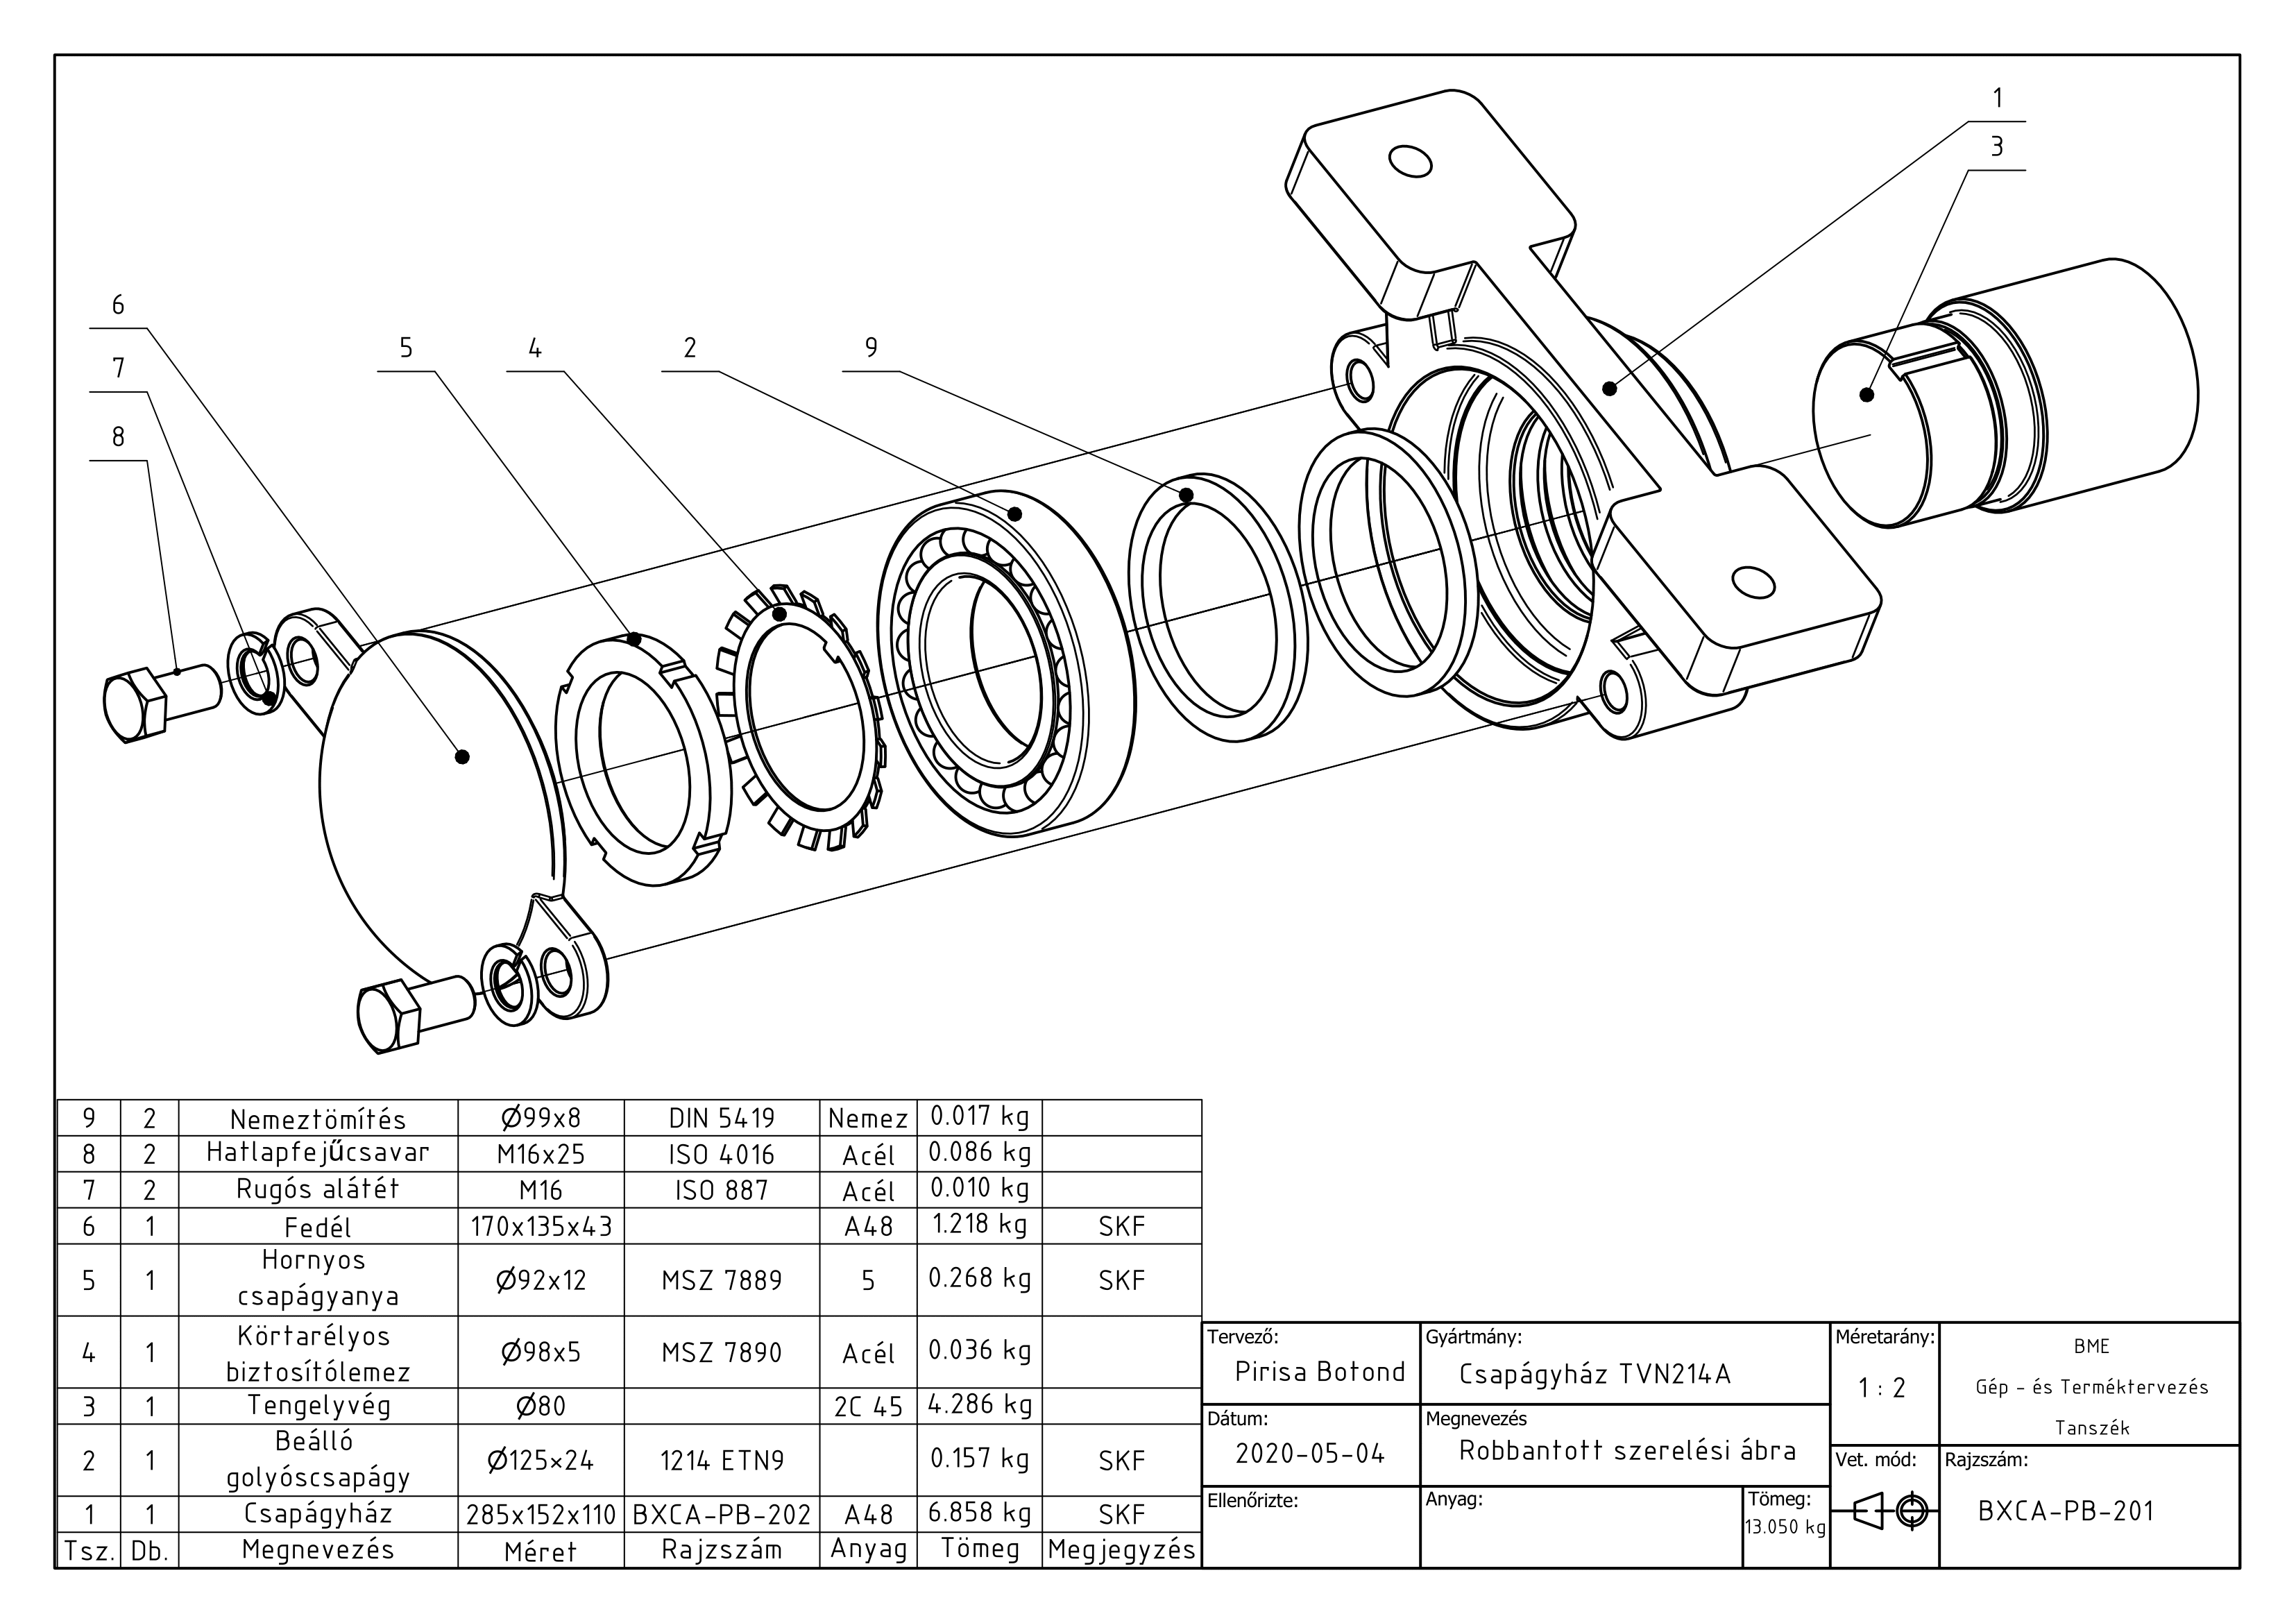 1
3
6
7
8
5
4
2
9
9 2 Nemeztömítés Ø99x8 DIN 5419 Nemez 0.017 kg
8 2 Hatlapfejűcsavar M16x25 ISO 4016 Acél 0.086 kg
7 2 Rugós alátét M16 ISO 887 Acél 0.010 kg
6 1 Fedél 170x135x43 A48 1.218 kg SKF
5 1 Hornyos csapágyanya Ø92x12 MSZ 7889 5 0.268 kg SKF
4 1 Körtarélyos biztosítólemez Ø98x5 MSZ 7890 Acél 0.036 kg
3 1 Tengelyvég Ø80 2C 45 4.286 kg
2 1 Beálló golyóscsapágy Ø125×24 1214 ETN9 0.157 kg SKF
1 1 Csapágyház 285x152x110 BXCA-PB-202 A48 6.858 kg SKF
Tsz. Db. Megnevezés Méret Rajzszám Anyag Tömeg Megjegyzés
Tervező:
Pirisa Botond
Gyártmány:
Csapágyház TVN214A
Méretarány:
1 : 2
BME
Gép - és Terméktervezés
Tanszék
Dátum:
2020-05-04
Megnevezés
Robbantott szerelési ábra
Vet. mód:
Rajzszám:
BXCA-PB-201
Ellenőrizte:
Anyag:
Tömeg:
13.050 kg